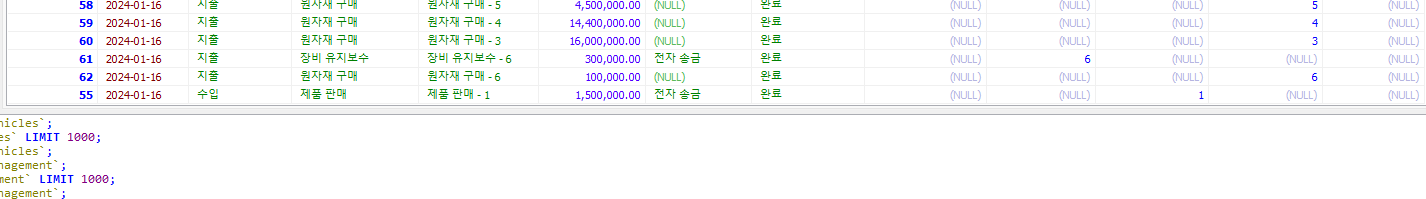 58 2024-01-16 지출 원자재 구매 원자재 구매 - 5 4,500,000.00 (NULL) 완료 (NULL) (NULL) (NULL) 5 (NULL)
59 2024-01-16 지출 원자재 구매 원자재 구매 - 4 14,400,000.00 (NULL) 완료 (NULL) (NULL) (NULL) 4 (NULL)
60 2024-01-16 지출 원자재 구매 원자재 구매 - 3 16,000,000.00 (NULL) 완료 (NULL) (NULL) (NULL) 3 (NULL)
61 2024-01-16 지출 장비 유지보수 장비 유지보수 - 6 300,000.00 전자 송금 완료 (NULL) 6 (NULL) (NULL) (NULL)
62 2024-01-16 지출 원자재 구매 원자재 구매 - 6 100,000.00 (NULL) 완료 (NULL) (NULL) (NULL) 6 (NULL)
55 2024-01-16 수입 제품 판매 제품 판매 - 1 1,500,000.00 전자 송금 완료 (NULL) (NULL) 1 (NULL) (NULL)
hicles`;
es` LIMIT 1000;
hicles`;
nagement`;
ment` LIMIT 1000;
nagement`;